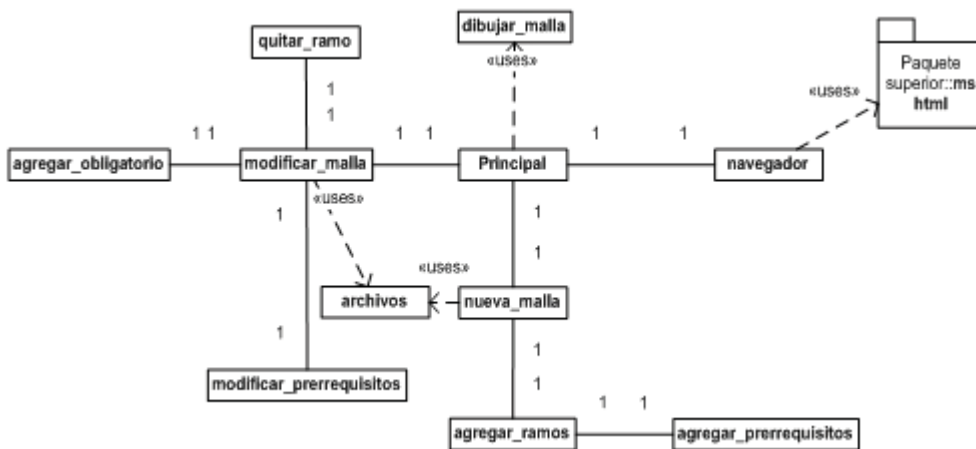 dibujar_malla
quitar_ramo
«uses»
Paquete
superior::ms
html
«uses»
1
1
1 1
1 1
1
1
agregar_obligatorio
modificar_malla
Principal
navegador
«uses»
1
1
1
«uses»
archivos
nueva_malla
1
1
1
modificar_prerrequisitos
1 1
agregar_ramos
agregar_prerrequisitos